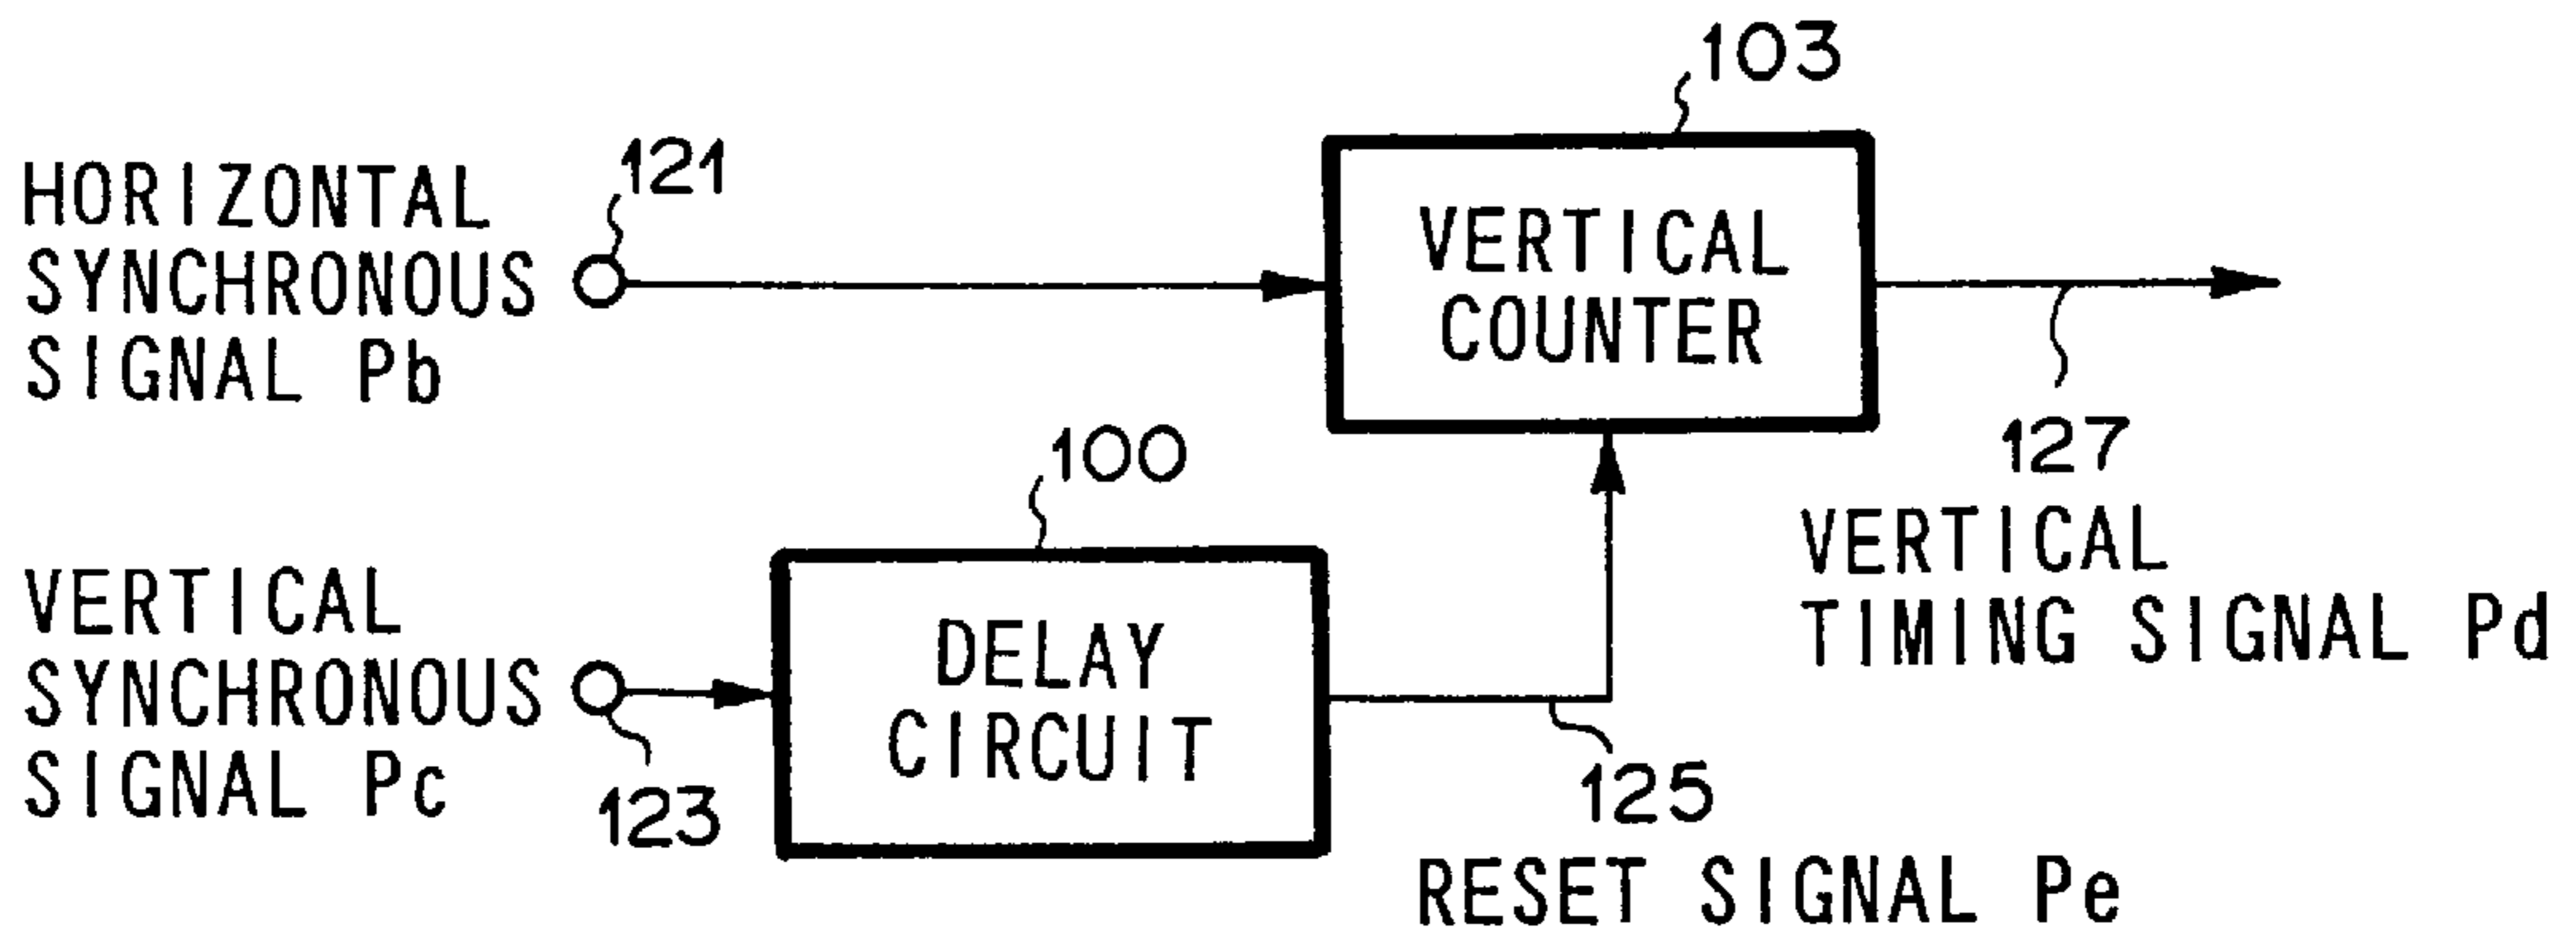 103
121
HORIZONTAL
SYNCHRONOUS
SIGNAL Pb
VERTICAL
COUNTER
127
VERTICAL
TIMING SIGNAL Pd
100
VERTICAL
SYNCHRONOUS
SIGNAL Pc
123
DELAY
CIRCUIT
125
RESET SIGNAL Pe